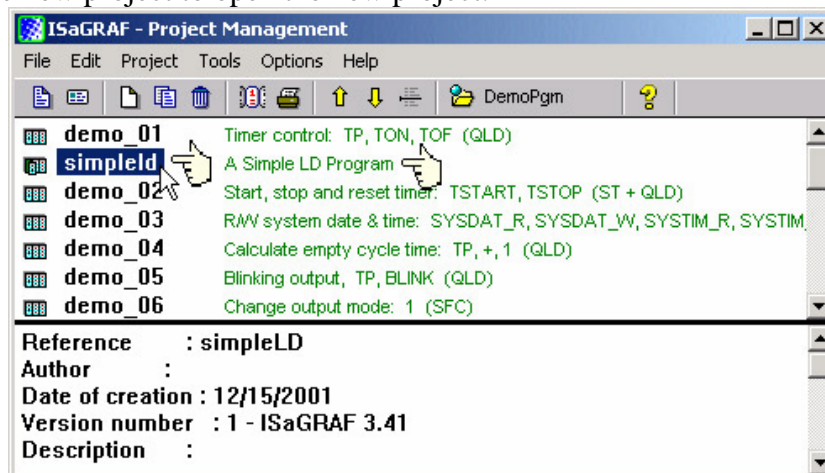 ISaGRAF - Project Management
File Edit Project Tools Options Help
DemoPgm
demo_01 Timer control: TP, TON, TOF (QLD)
simpleld A Simple LD Program
demo_02 Start, stop and reset timer: TSTART, TSTOP (ST + QLD)
demo_03 R/W system date & time: SYSDAT_R, SYSDAT_W, SYSTIM_R, SYSTIM_
demo_04 Calculate empty cycle time: TP, +, 1 (QLD)
demo_05 Blinking output, TP, BLINK (QLD)
demo_06 Change output mode: 1 (SFC)
Reference : simpleLD
Author :
Date of creation : 12/15/2001
Version number : 1 - ISaGRAF 3.41
Description :